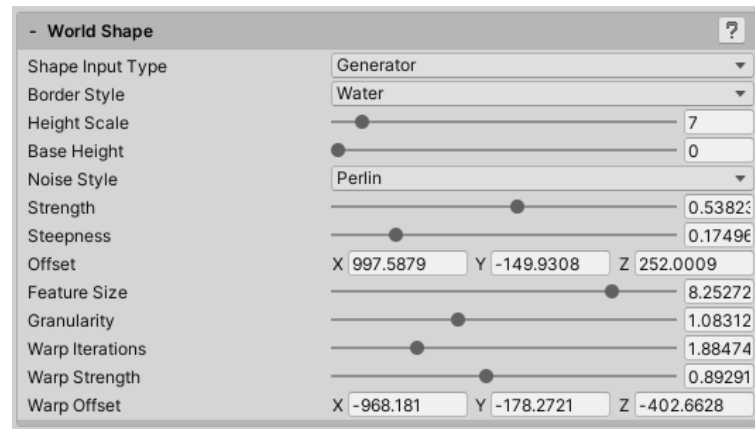 - World Shape ?
Shape Input Type Generator
Border Style Water
Height Scale 7
Base Height 0
Noise Style Perlin
Strength 0.53823
Steepness 0.17496
Offset X 997.5879 Y -149.9308 Z 252.0009
Feature Size 8.25272
Granularity 1.08312
Warp Iterations 1.88474
Warp Strength 0.89291
Warp Offset X -968.181 Y -178.2721 Z -402.6628